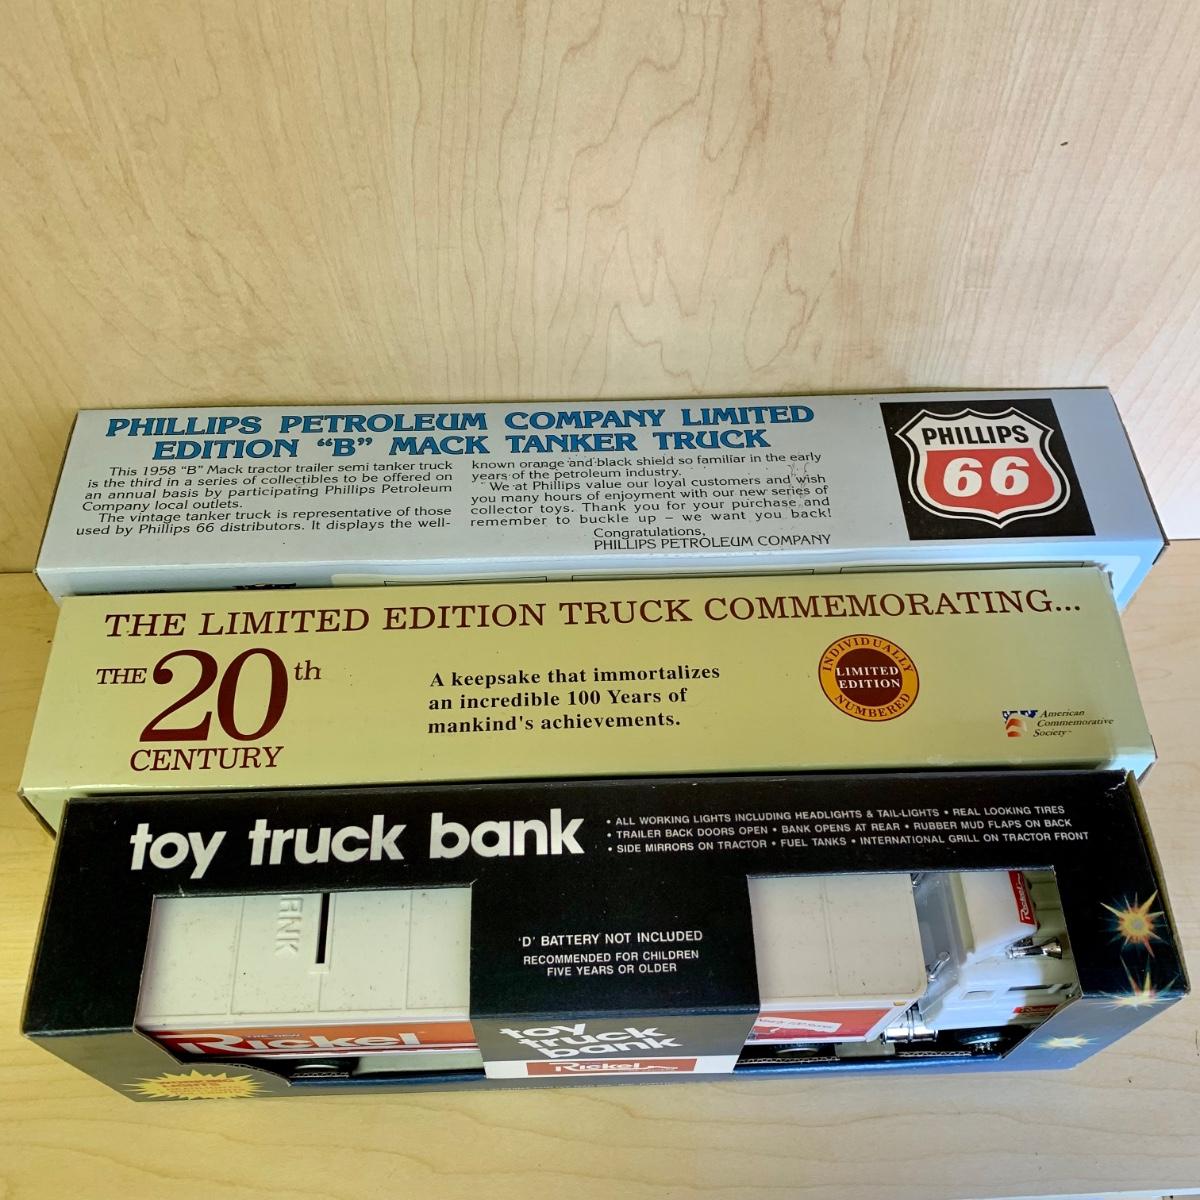 PHILLIPS PETROLEUM COMPANY LIMITED
EDITION "B" MACK TANKER TRUCK
This 1958 "B" Mack tractor trailer semi tanker truck
is the third in a series of collectibles to be offered on
an annual basis by participating Phillips Petroleum
Company local outlets.
The vintage tanker truck is representative of those
used by Phillips 66 distributors. It displays the well-
known orange and black shield so familiar in the early
years of the petroleum industry.
We at Phillips value our loyal customers and wish
you many hours of enjoyment with our new series of
collector toys. Thank you for your purchase and
remember to buckle up – we want you back!
Congratulations,
PHILLIPS PETROLEUM COMPANY
PHILLIPS
66
THE LIMITED EDITION TRUCK COMMEMORATING...
THE 20th
CENTURY
A keepsake that immortalizes
an incredible 100 Years of
mankind's achievements.
INDIVIDUALLY
LIMITED
EDITION
NUMBERED
American
Commemorative
Society™
toy truck bank
• ALL WORKING LIGHTS INCLUDING HEADLIGHTS & TAIL-LIGHTS • REAL LOOKING TIRES
• TRAILER BACK DOORS OPEN • BANK OPENS AT REAR • RUBBER MUD FLAPS ON BACK
• SIDE MIRRORS ON TRACTOR • FUEL TANKS • INTERNATIONAL GRILL ON TRACTOR FRONT
'D' BATTERY NOT INCLUDED
RECOMMENDED FOR CHILDREN
FIVE YEARS OR OLDER
Rickel
THE NEW
Rickel
toy
truck
bank
Rickel